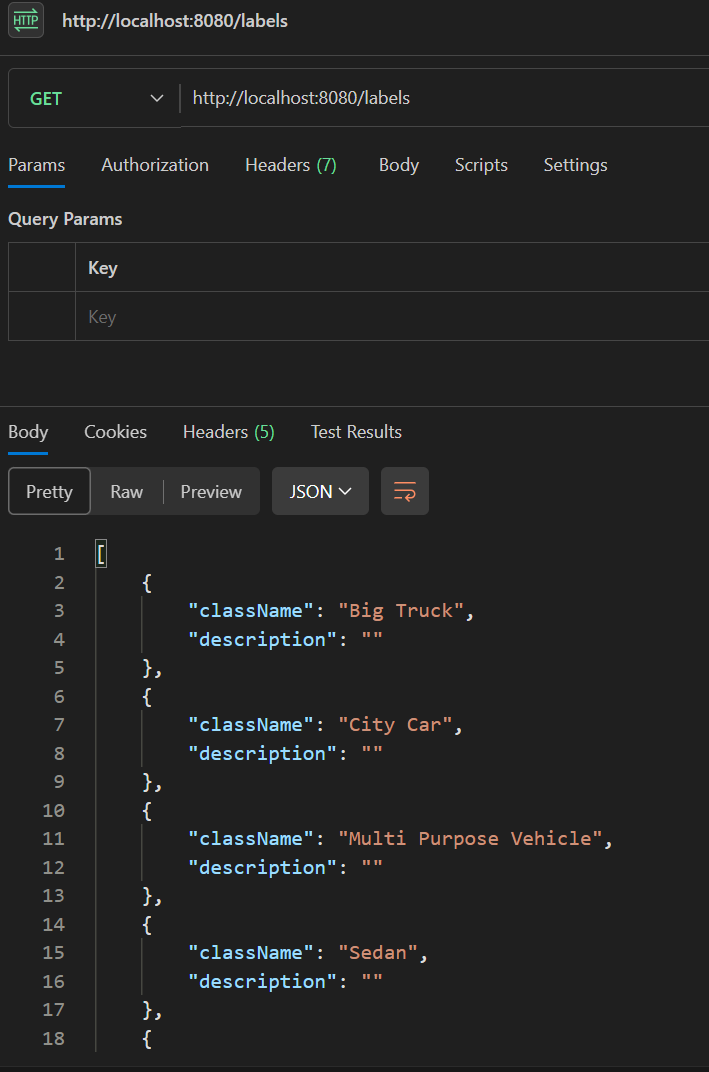 HTTP http://localhost:8080/labels
GET http://localhost:8080/labels
Params Authorization Headers (7) Body Scripts Settings
Query Params
Key
Key
Body Cookies Headers (5) Test Results
Pretty Raw Preview JSON
1 [
2 {
3 "className": "Big Truck",
4 "description": ""
5 },
6 {
7 "className": "City Car",
8 "description": ""
9 },
10 {
11 "className": "Multi Purpose Vehicle",
12 "description": ""
13 },
14 {
15 "className": "Sedan",
16 "description": ""
17 },
18 {